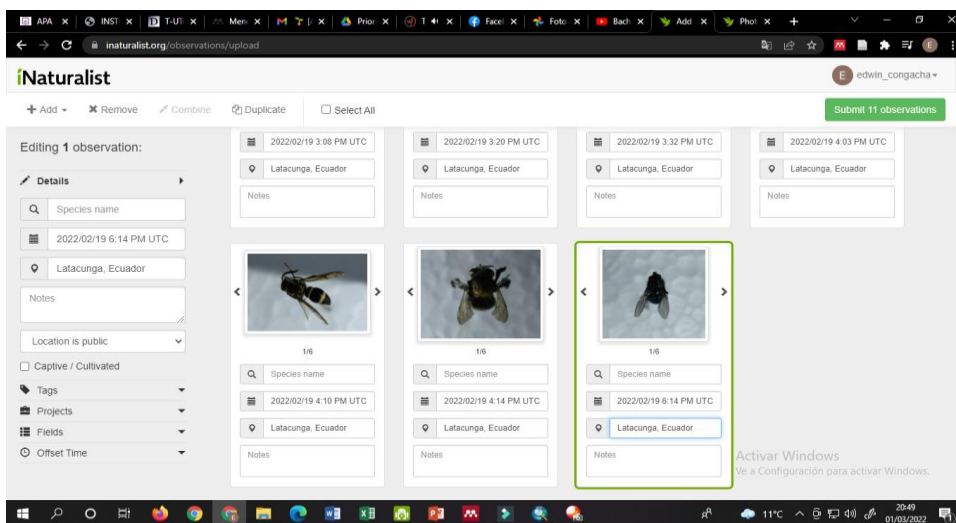 APA
INST
T-UTI
Men
Prior
T
Facel
Foto
Bach
Add
Phot
inaturalist.org/observations/upload
E
iNaturalist
E edwin_congacha
Add Remove Combine Duplicate Select All Submit 11 observations
Editing 1 observation:
Details
Species name
2022/02/19 6:14 PM UTC
Latacunga, Ecuador
Notes
Location is public
Captive / Cultivated
Tags
Projects
Fields
Offset Time
2022/02/19 3:08 PM UTC
Latacunga, Ecuador
Notes
2022/02/19 3:20 PM UTC
Latacunga, Ecuador
Notes
2022/02/19 3:32 PM UTC
Latacunga, Ecuador
Notes
2022/02/19 4:03 PM UTC
Latacunga, Ecuador
Notes
1/6
Species name
2022/02/19 4:10 PM UTC
Latacunga, Ecuador
Notes
1/6
Species name
2022/02/19 4:14 PM UTC
Latacunga, Ecuador
Notes
1/6
Species name
2022/02/19 6:14 PM UTC
Latacunga, Ecuador
Notes
Activar Windows
Ve a Configuración para activar Windows.
11°C
20:49
01/03/2022